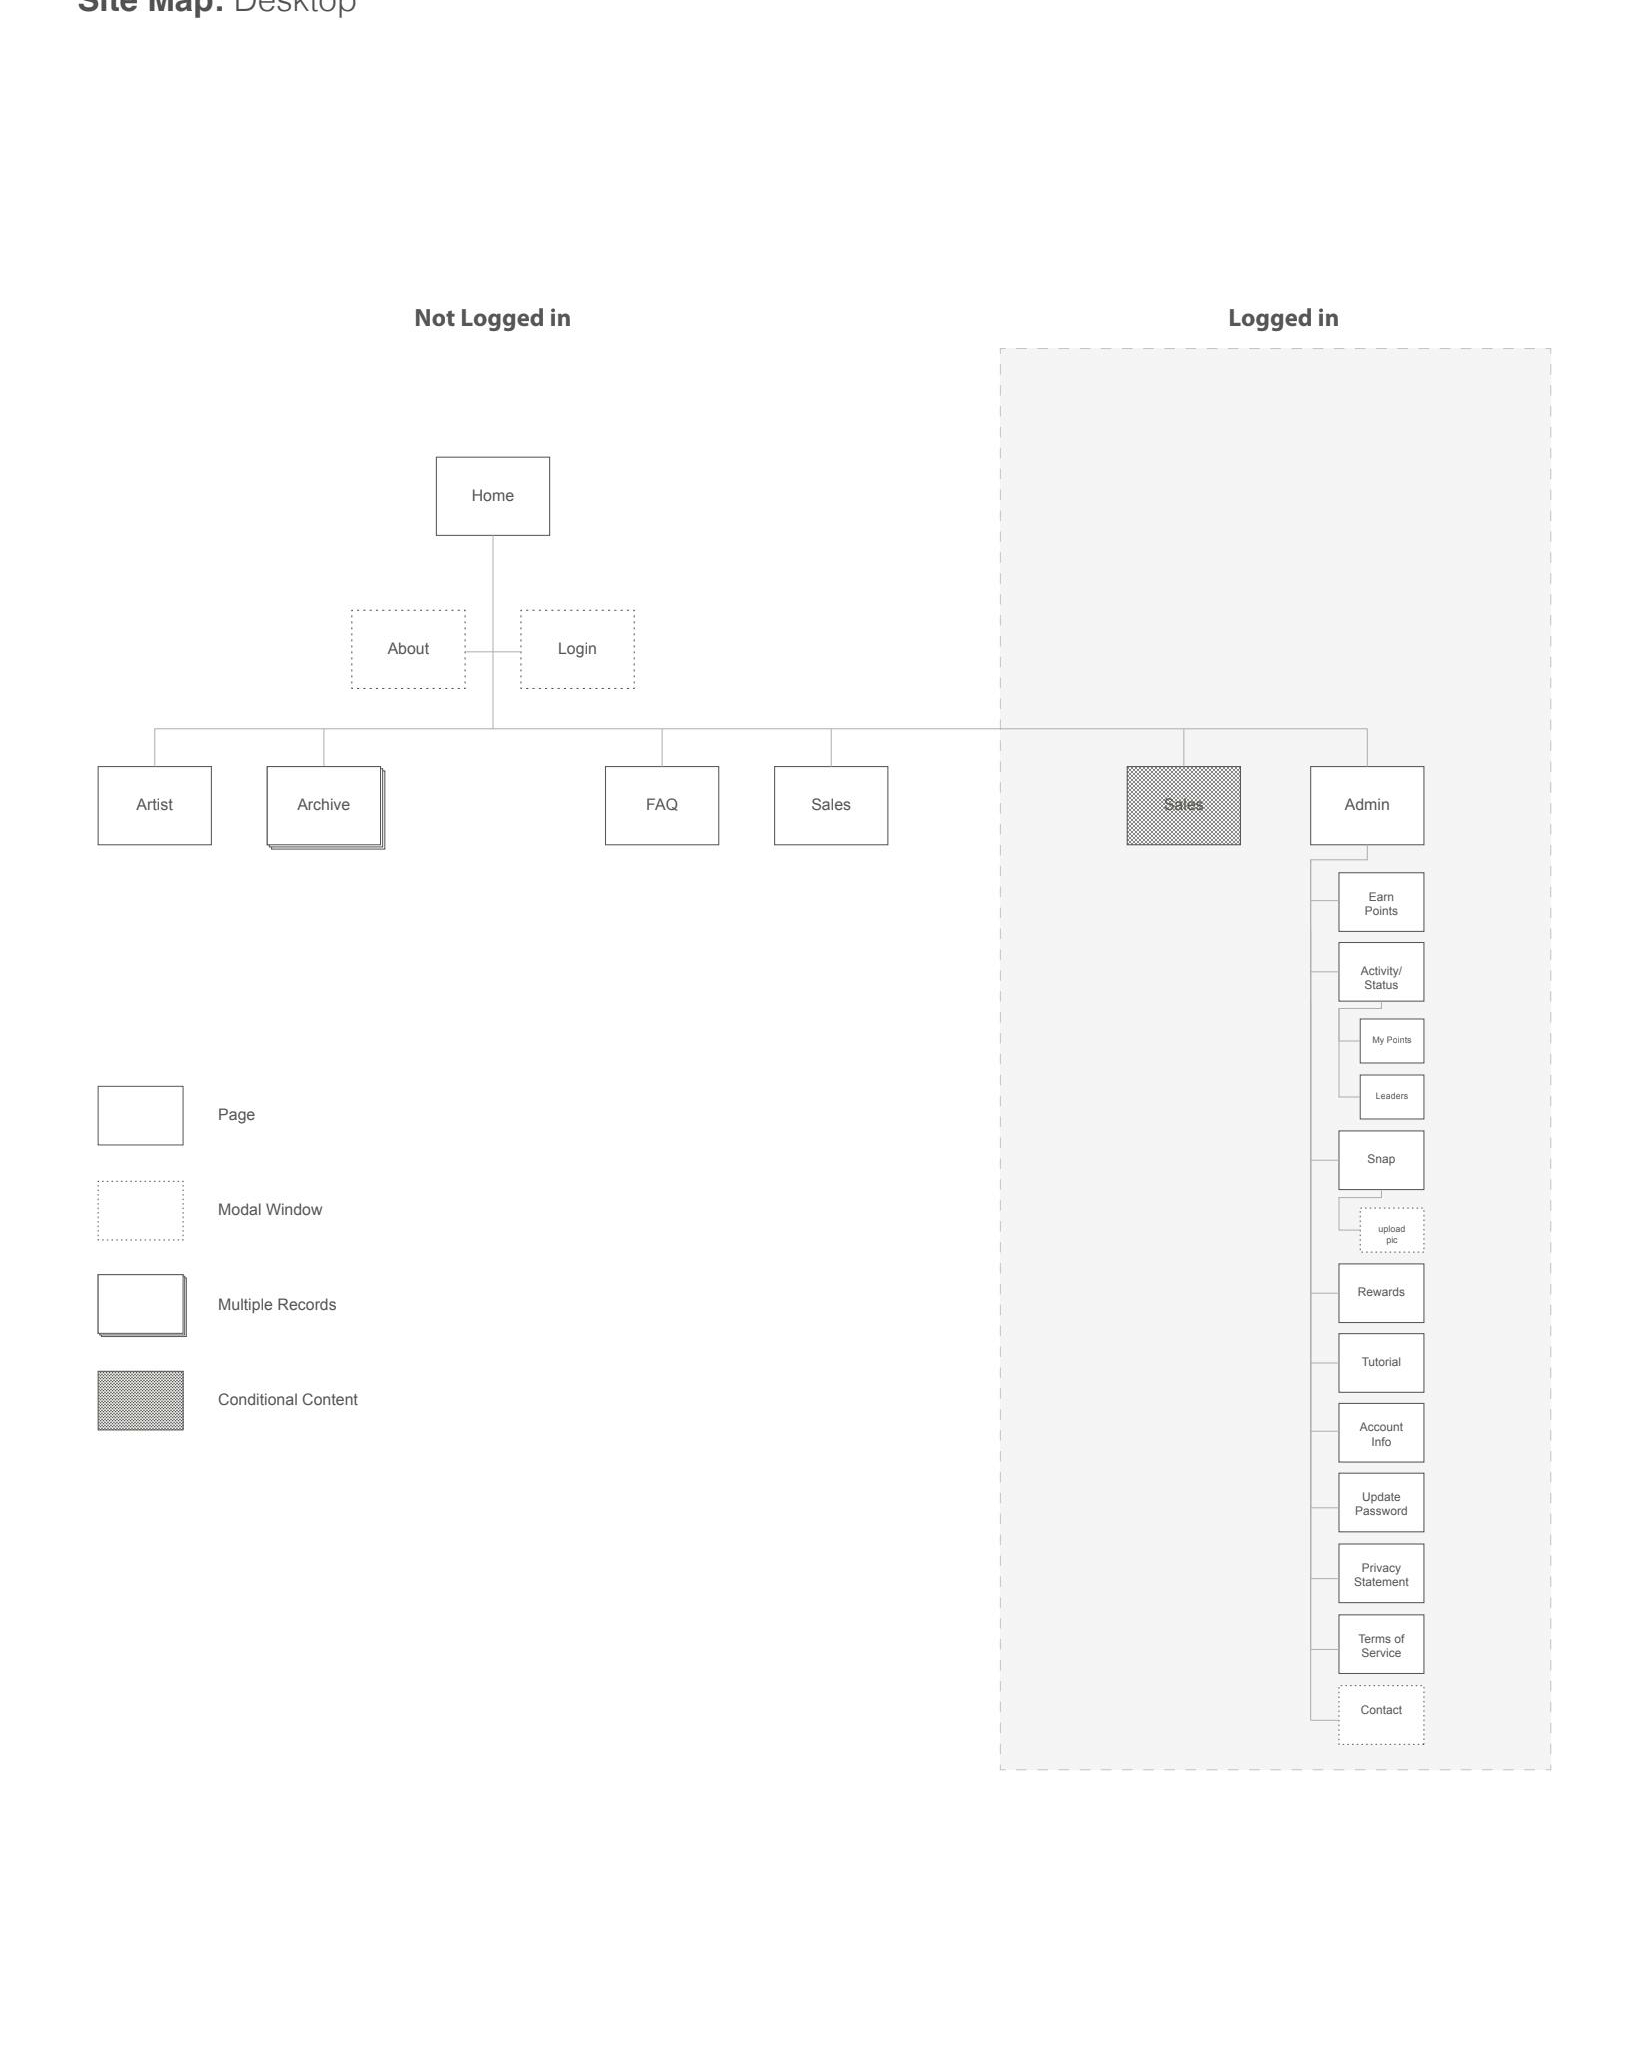 Site Map: Desktop
Not Logged in
Logged in
Home
About
Login
Artist
Archive
FAQ
Sales
Sales
Admin
Earn
Points
Activity/
Status
My Points
Leaders
Snap
upload
pic
Rewards
Tutorial
Account
Info
Update
Password
Privacy
Statement
Terms of
Service
Contact
Page
Modal Window
Multiple Records
Conditional Content